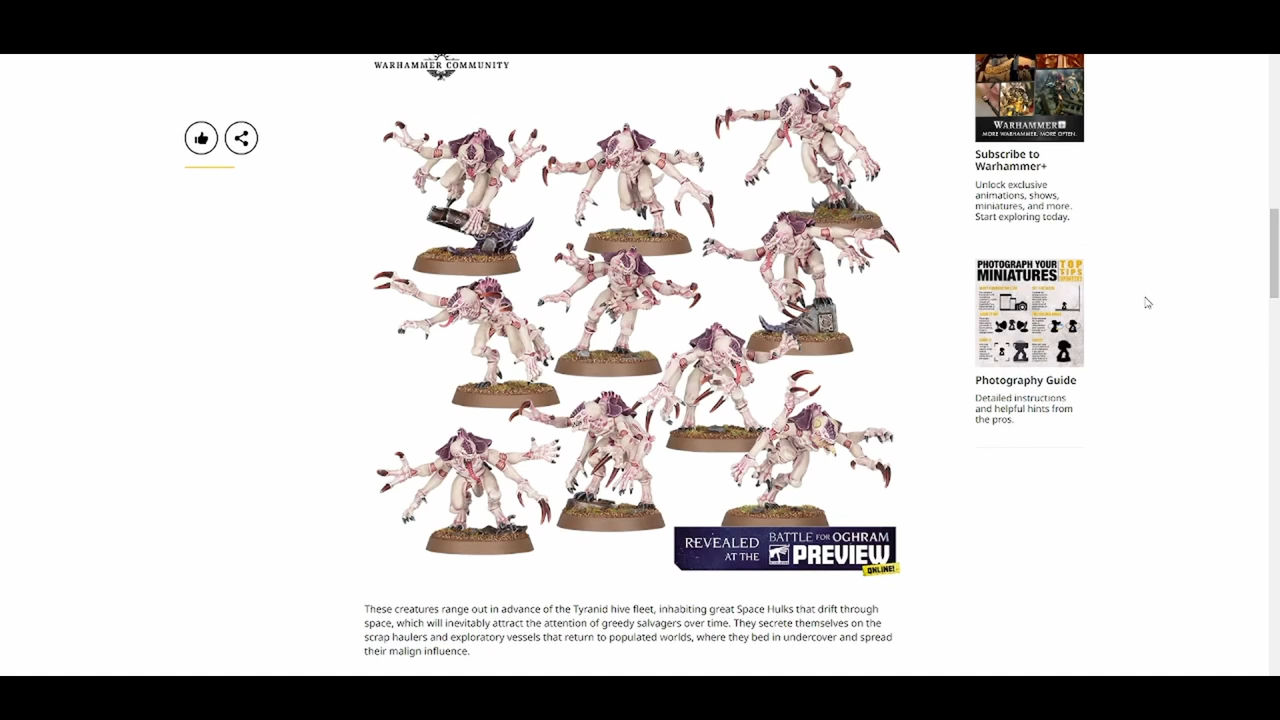 WARHAMMER COMMUNITY
WARHAMMER+
MORE WARHAMMER. MORE OFTEN.
Subscribe to
Warhammer+
Unlock exclusive
animations, shows,
miniatures, and more.
Start exploring today.
PHOTOGRAPH YOUR
MINIATURES
TOP
TIPS
Photography Guide
Detailed instructions
and helpful hints from
the pros.
REVEALED
AT THE
BATTLE FOR OGHRAM
PREVIEW
ONLINE!
These creatures range out in advance of the Tyranid hive fleet, inhabiting great Space Hulks that drift through
space, which will inevitably attract the attention of greedy salvagers over time. They secrete themselves on the
scrap haulers and exploratory vessels that return to populated worlds, where they bed in undercover and spread
their malign influence.